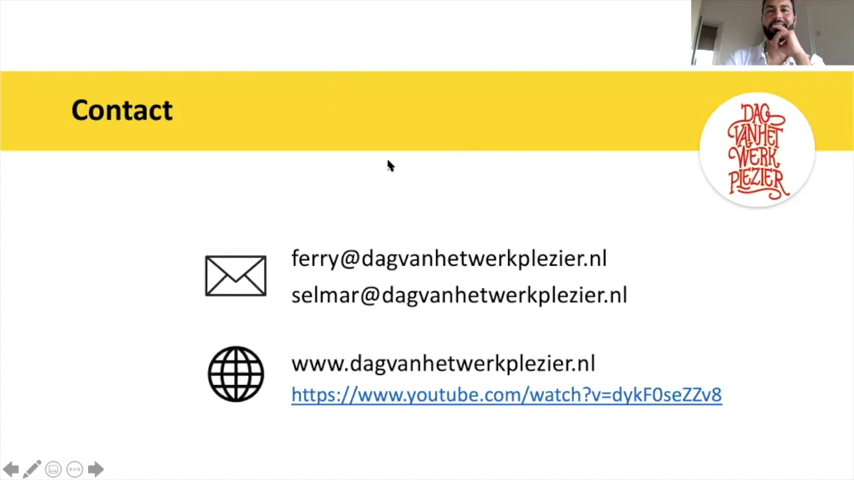 Contact
DAG
VAN HET
WERK
PLEZIER
ferry@dagvanhetwerkplezier.nl
selmar@dagvanhetwerkplezier.nl
www.dagvanhetwerkplezier.nl
https://www.youtube.com/watch?v=dykF0seZZv8